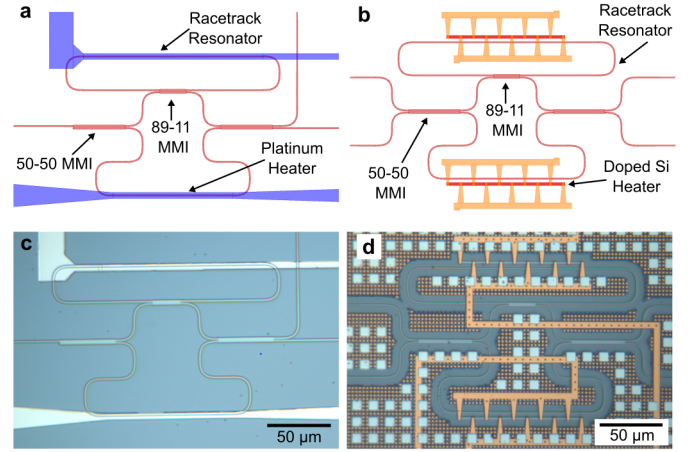 a
Racetrack
Resonator
89-11
MMI
50-50 MMI
Platinum
Heater
b
Racetrack
Resonator
89-11
MMI
50-50
MMI
Doped Si
Heater
c
50 µm
d
50 µm